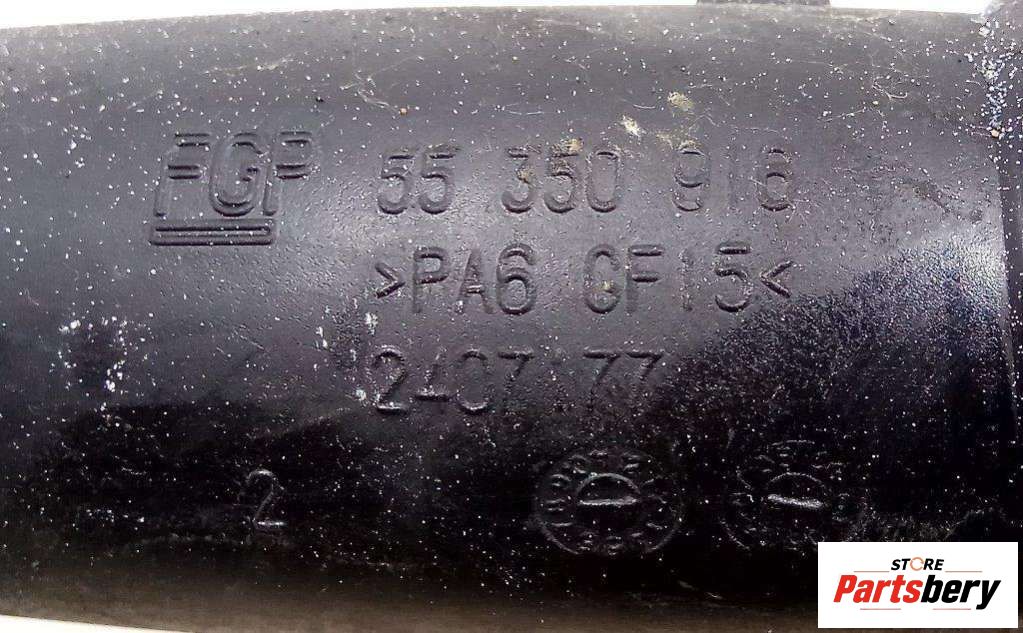 FGP 55 350 916
>PA6 GF15<
2407177
2
STORE
Partsbery